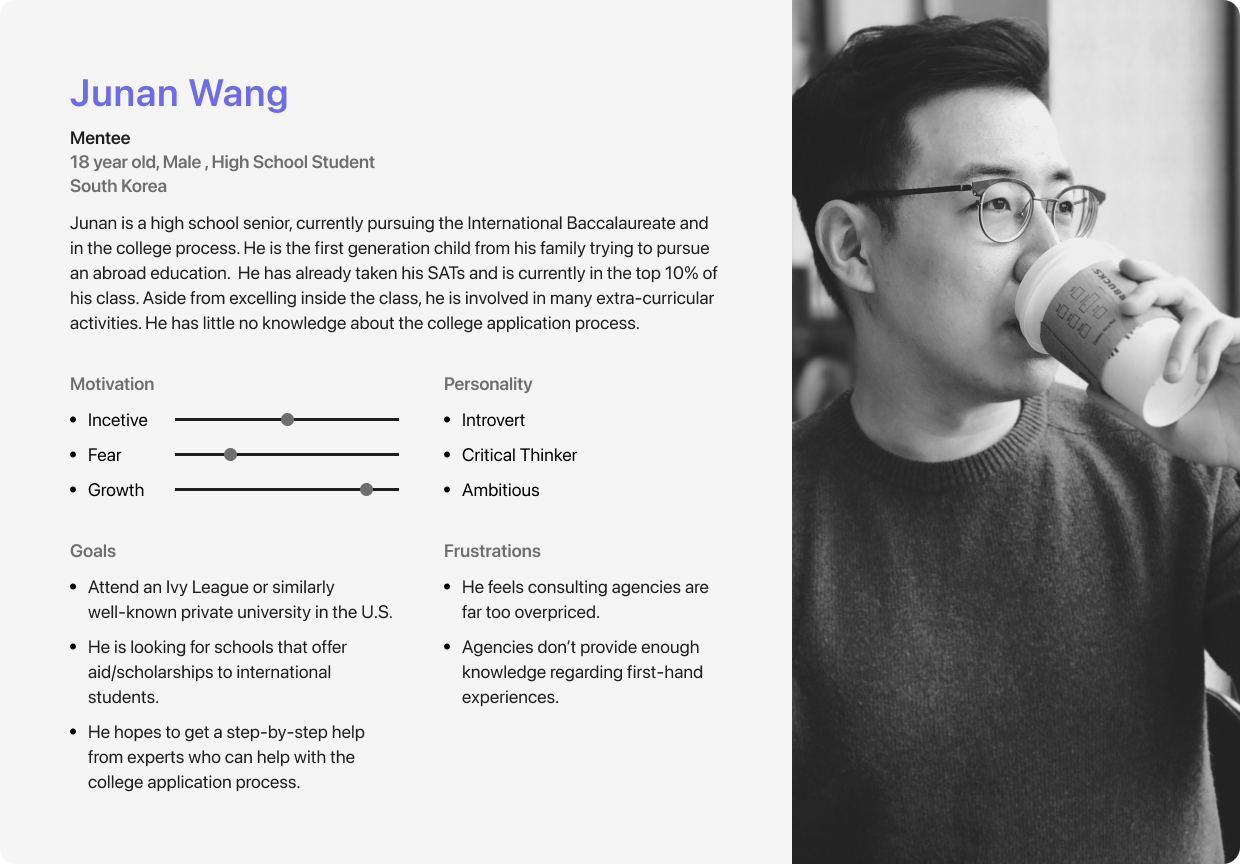 Junan Wang
Mentee
18 year old, Male , High School Student
South Korea
Junan is a high school senior, currently pursuing the International Baccalaureate and
in the college process. He is the first generation child from his family trying to pursue
an abroad education.  He has already taken his SATs and is currently in the top 10% of
his class. Aside from excelling inside the class, he is involved in many extra-curricular
activities. He has little no knowledge about the college application process.
Motivation
• Incetive
• Fear
• Growth
Personality
• Introvert
• Critical Thinker
• Ambitious
Goals
• Attend an Ivy League or similarly
well-known private university in the U.S.
• He is looking for schools that offer
aid/scholarships to international
students.
• He hopes to get a step-by-step help
from experts who can help with the
college application process.
Frustrations
• He feels consulting agencies are
far too overpriced.
• Agencies don’t provide enough
knowledge regarding first-hand
experiences.
RBUCKS